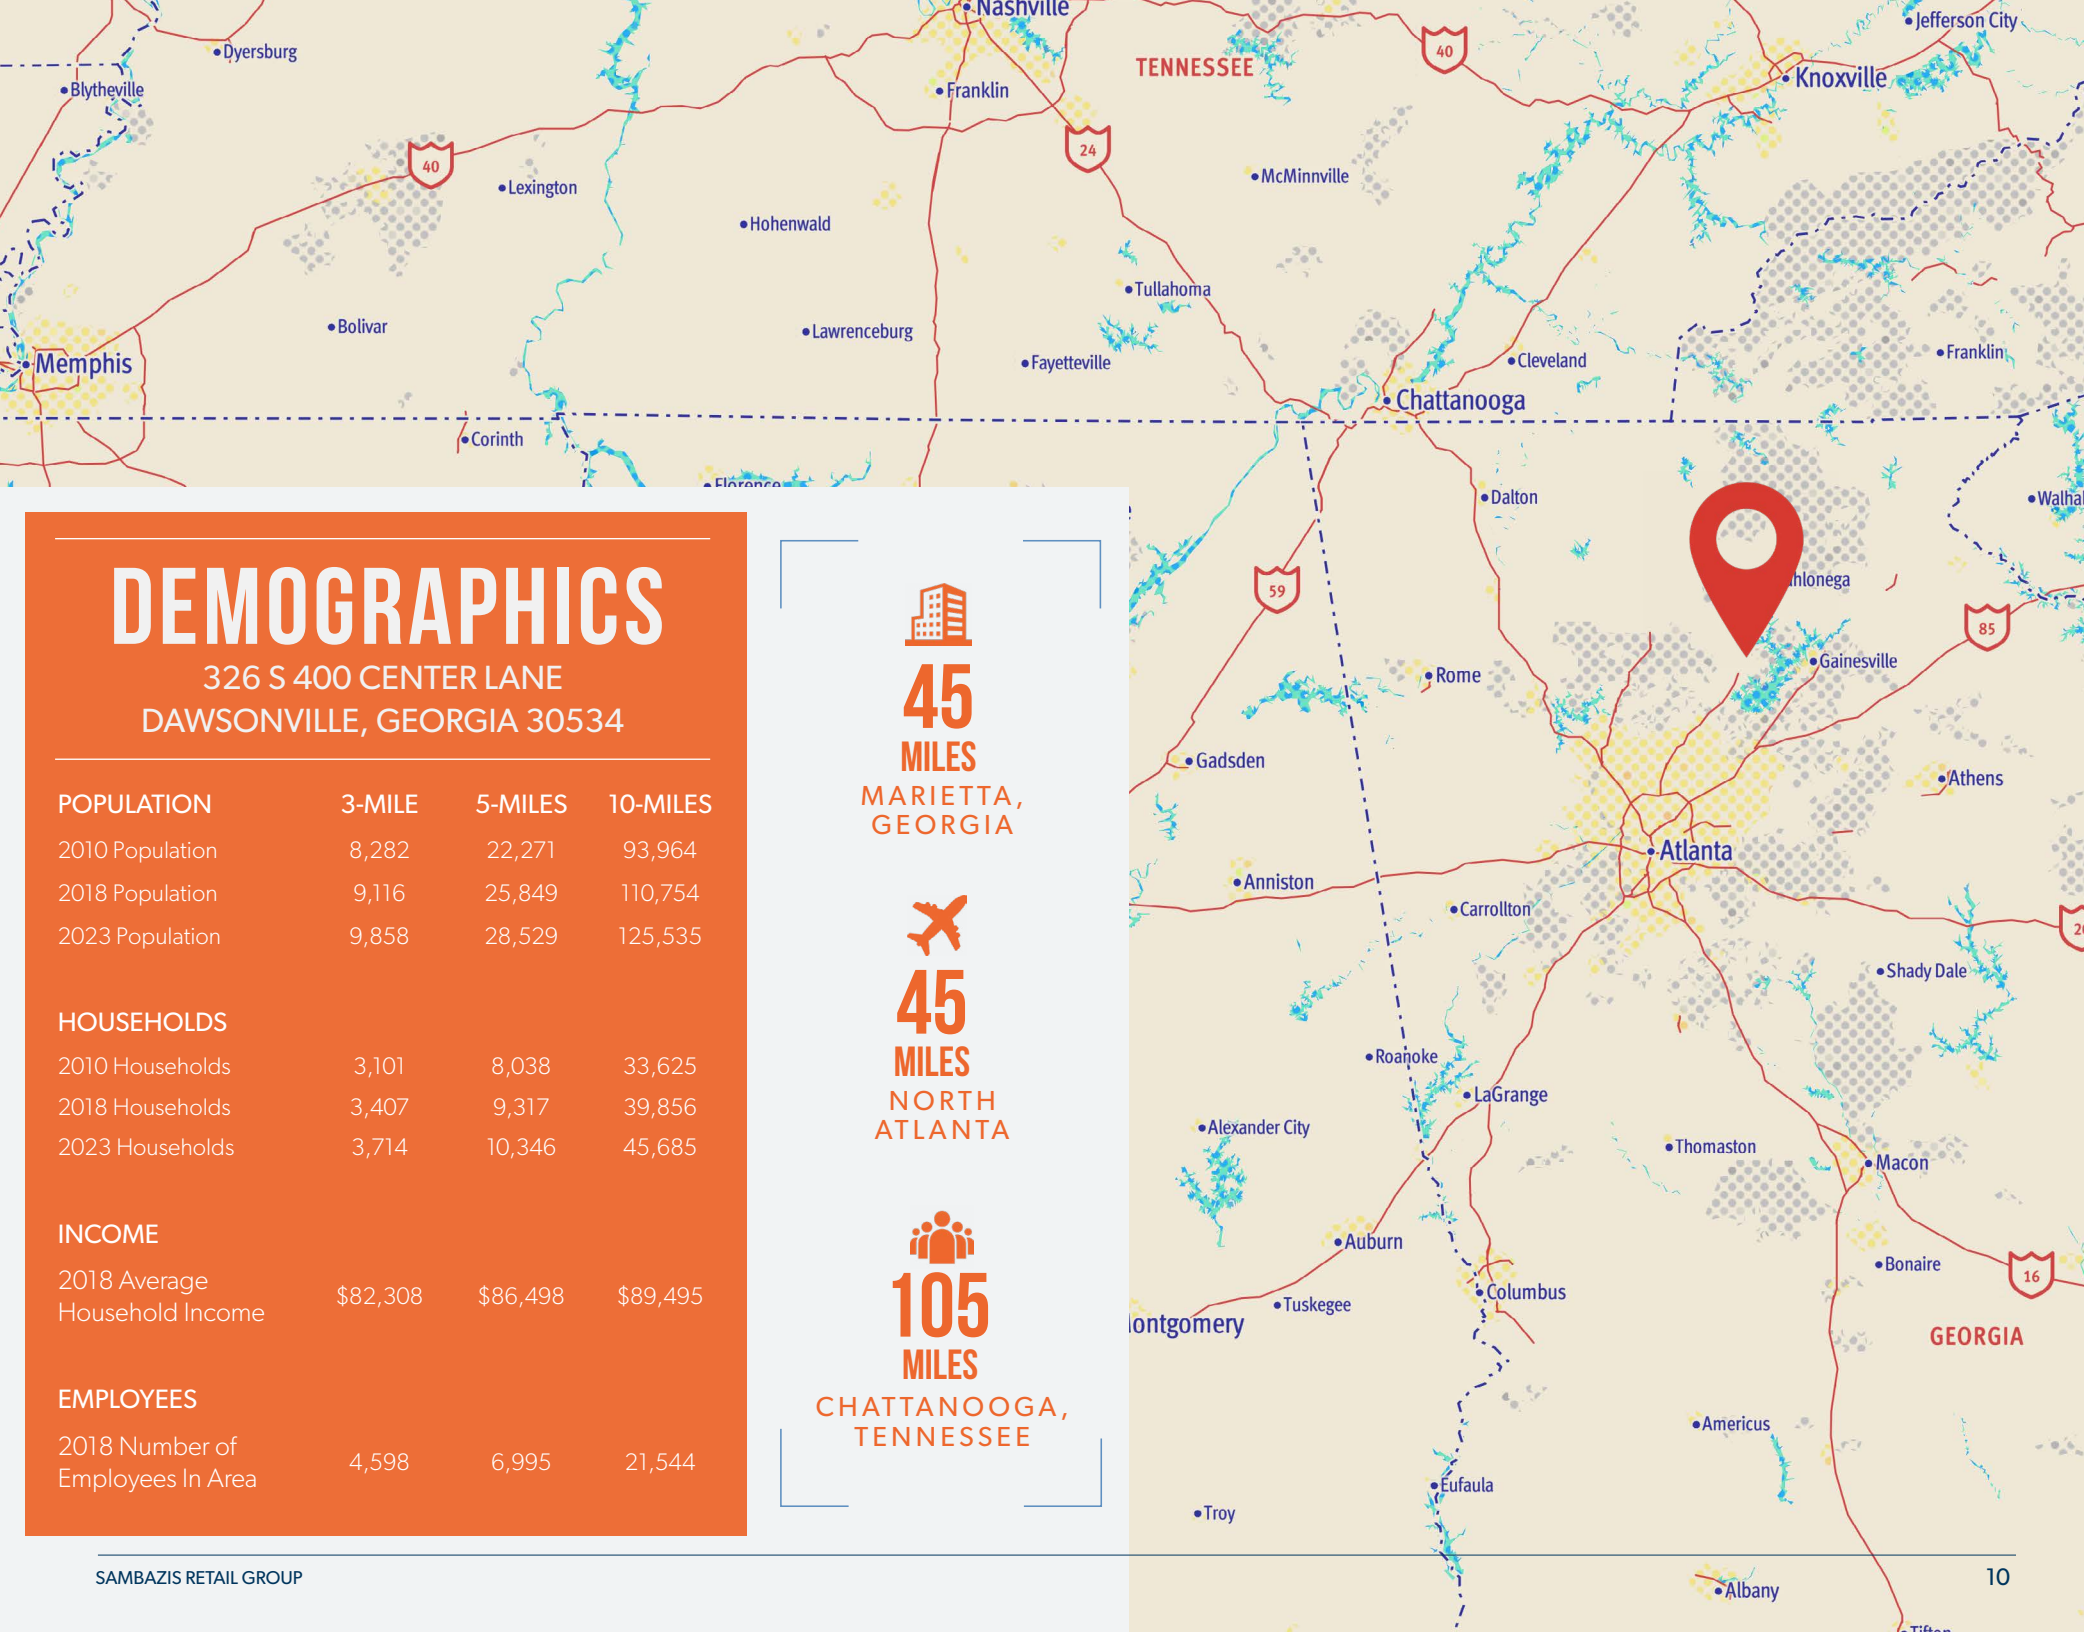 Nashville
Jefferson City
Dyersburg
TENNESSEE
40
Knoxville
Blytheville
Franklin
24
40
McMinnville
Lexington
Hohenwald
Tullahoma
Bolivar
Lawrenceburg
Memphis
Fayetteville
Cleveland
Franklin
Chattanooga
Corinth
Florence
Dalton
DEMOGRAPHICS
326 S 400 CENTER LANE
DAWSONVILLE, GEORGIA 30534
POPULATION 3-MILE 5-MILES 10-MILES
2010 Population 8,282 22,271 93,964
2018 Population 9,116 25,849 110,754
2023 Population 9,858 28,529 125,535
HOUSEHOLDS
2010 Households 3,101 8,038 33,625
2018 Households 3,407 9,317 39,856
2023 Households 3,714 10,346 45,685
INCOME
2018 Average
Household Income $82,308 $86,498 $89,495
EMPLOYEES
2018 Number of
Employees In Area 4,598 6,995 21,544
45
MILES
MARIETTA,
GEORGIA
45
MILES
NORTH
ATLANTA
105
MILES
CHATTANOOGA,
TENNESSEE
59
hlonega
85
Gainesville
Rome
Gadsden
Athens
Atlanta
Anniston
Carrollton
Shady Dale
Roanoke
LaGrange
Alexander City
Thomaston
Macon
Auburn
Bonaire
16
Columbus
Tuskegee
ontgomery
GEORGIA
Americus
Eufaula
Troy
Albany
SAMBAZIS RETAIL GROUP
10